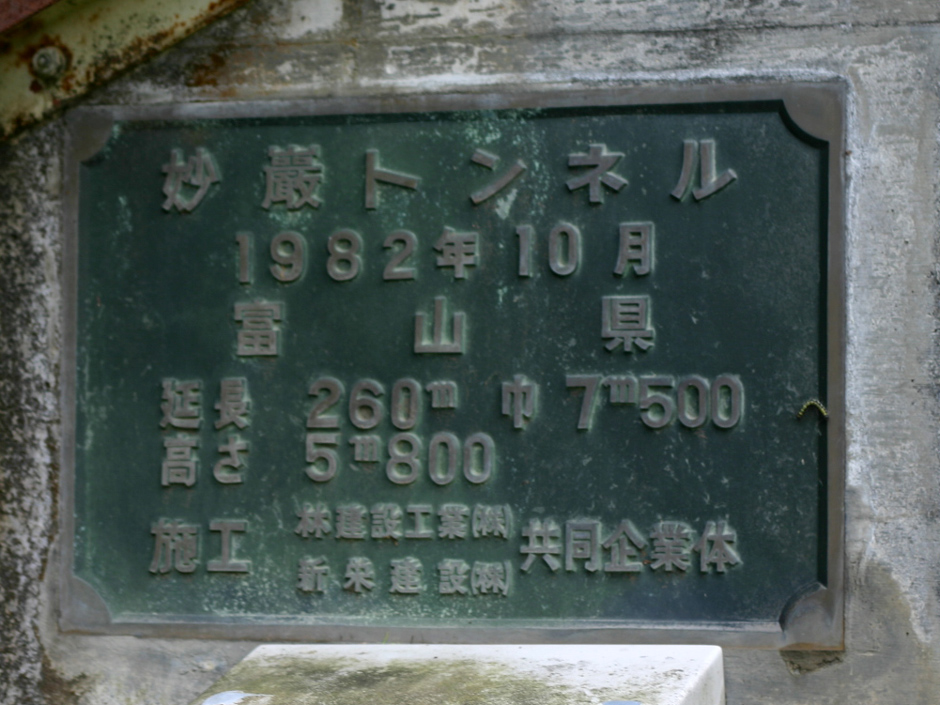 妙巌トンネル
1982年10月
富山県
延長 260m 巾 7m500
高さ 5m800
施工 林建設工業㈱ 共同企業体
新栄建設㈱